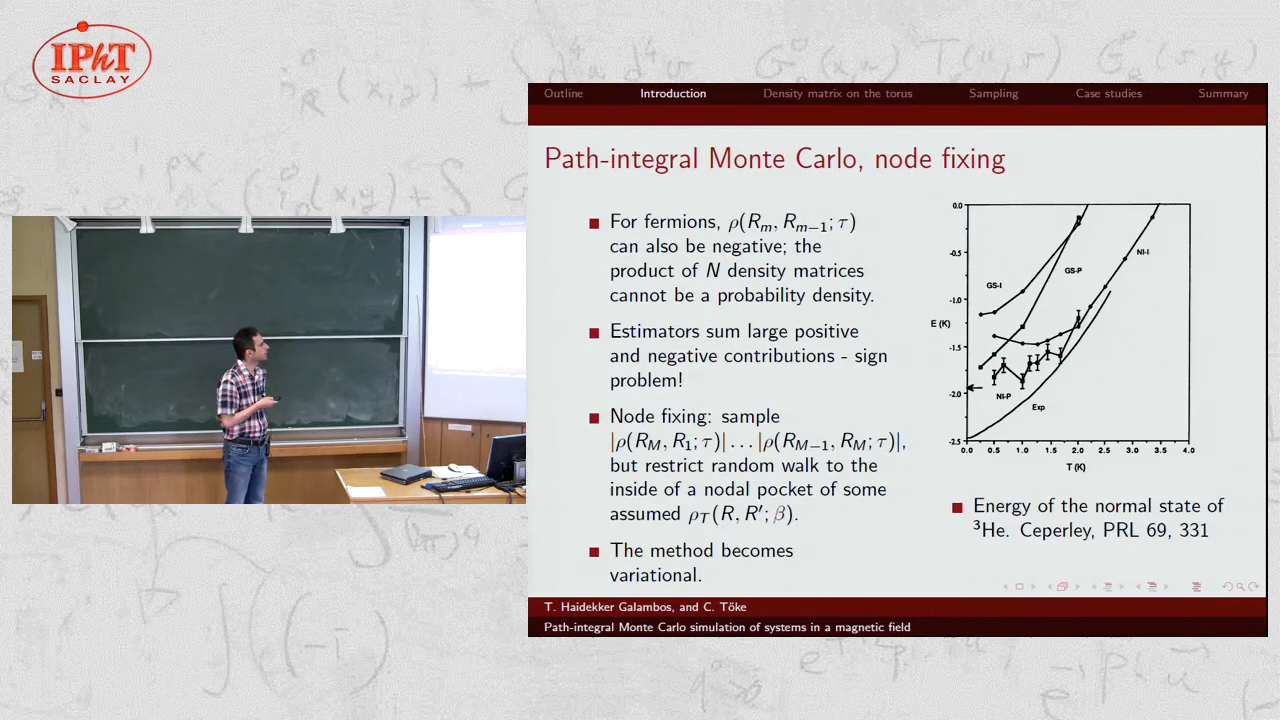 IPhT
SACLAY
Outline Introduction Density matrix on the torus Sampling Case studies Summary
Path-integral Monte Carlo, node fixing
For fermions, ρ(R_m, R_{m−1}; τ)
can also be negative; the
product of N density matrices
cannot be a probability density.
Estimators sum large positive
and negative contributions - sign
problem!
Node fixing: sample
|ρ(R_M, R_1; τ)| . . . |ρ(R_{M−1}, R_M; τ)|,
but restrict random walk to the
inside of a nodal pocket of some
assumed ρ_T(R, R′; β).
The method becomes
variational.
0.0
-0.5
-1.0
-1.5
-2.0
-2.5
E (K)
GS-I
GS-P
NI-I
NI-P
Exp
0.0 0.5 1.0 1.5 2.0 2.5 3.0 3.5 4.0
T (K)
Energy of the normal state of
³He. Ceperley, PRL 69, 331
T. Haidekker Galambos, and C. Tőke
Path-integral Monte Carlo simulation of systems in a magnetic field